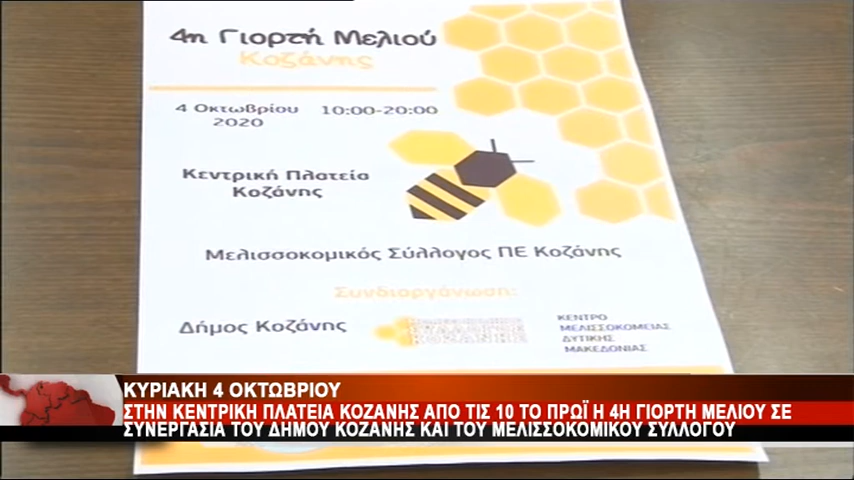 4η Γιορτή Μελιού
Κοζάνης
4 Οκτωβρίου 10:00-20:00
2020
Κεντρική Πλατεία
Κοζάνης
Μελισσοκομικός Σύλλογος ΠΕ Κοζάνης
Συνδιοργάνωση:
Δήμος Κοζάνης
ΚΕΝΤΡΟ
ΜΕΛΙΣΣΟΚΟΜΕΙΑΣ
ΔΥΤΙΚΗΣ
ΜΑΚΕΔΟΝΙΑΣ
ΚΥΡΙΑΚΗ 4 ΟΚΤΩΒΡΙΟΥ
ΣΤΗΝ ΚΕΝΤΡΙΚΗ ΠΛΑΤΕΙΑ ΚΟΖΑΝΗΣ ΑΠΟ ΤΙΣ 10 ΤΟ ΠΡΩΪ Η 4Η ΓΙΟΡΤΗ ΜΕΛΙΟΥ ΣΕ
ΣΥΝΕΡΓΑΣΙΑ ΤΟΥ ΔΗΜΟΥ ΚΟΖΑΝΗΣ ΚΑΙ ΤΟΥ ΜΕΛΙΣΣΟΚΟΜΙΚΟΥ ΣΥΛΛΟΓΟΥ